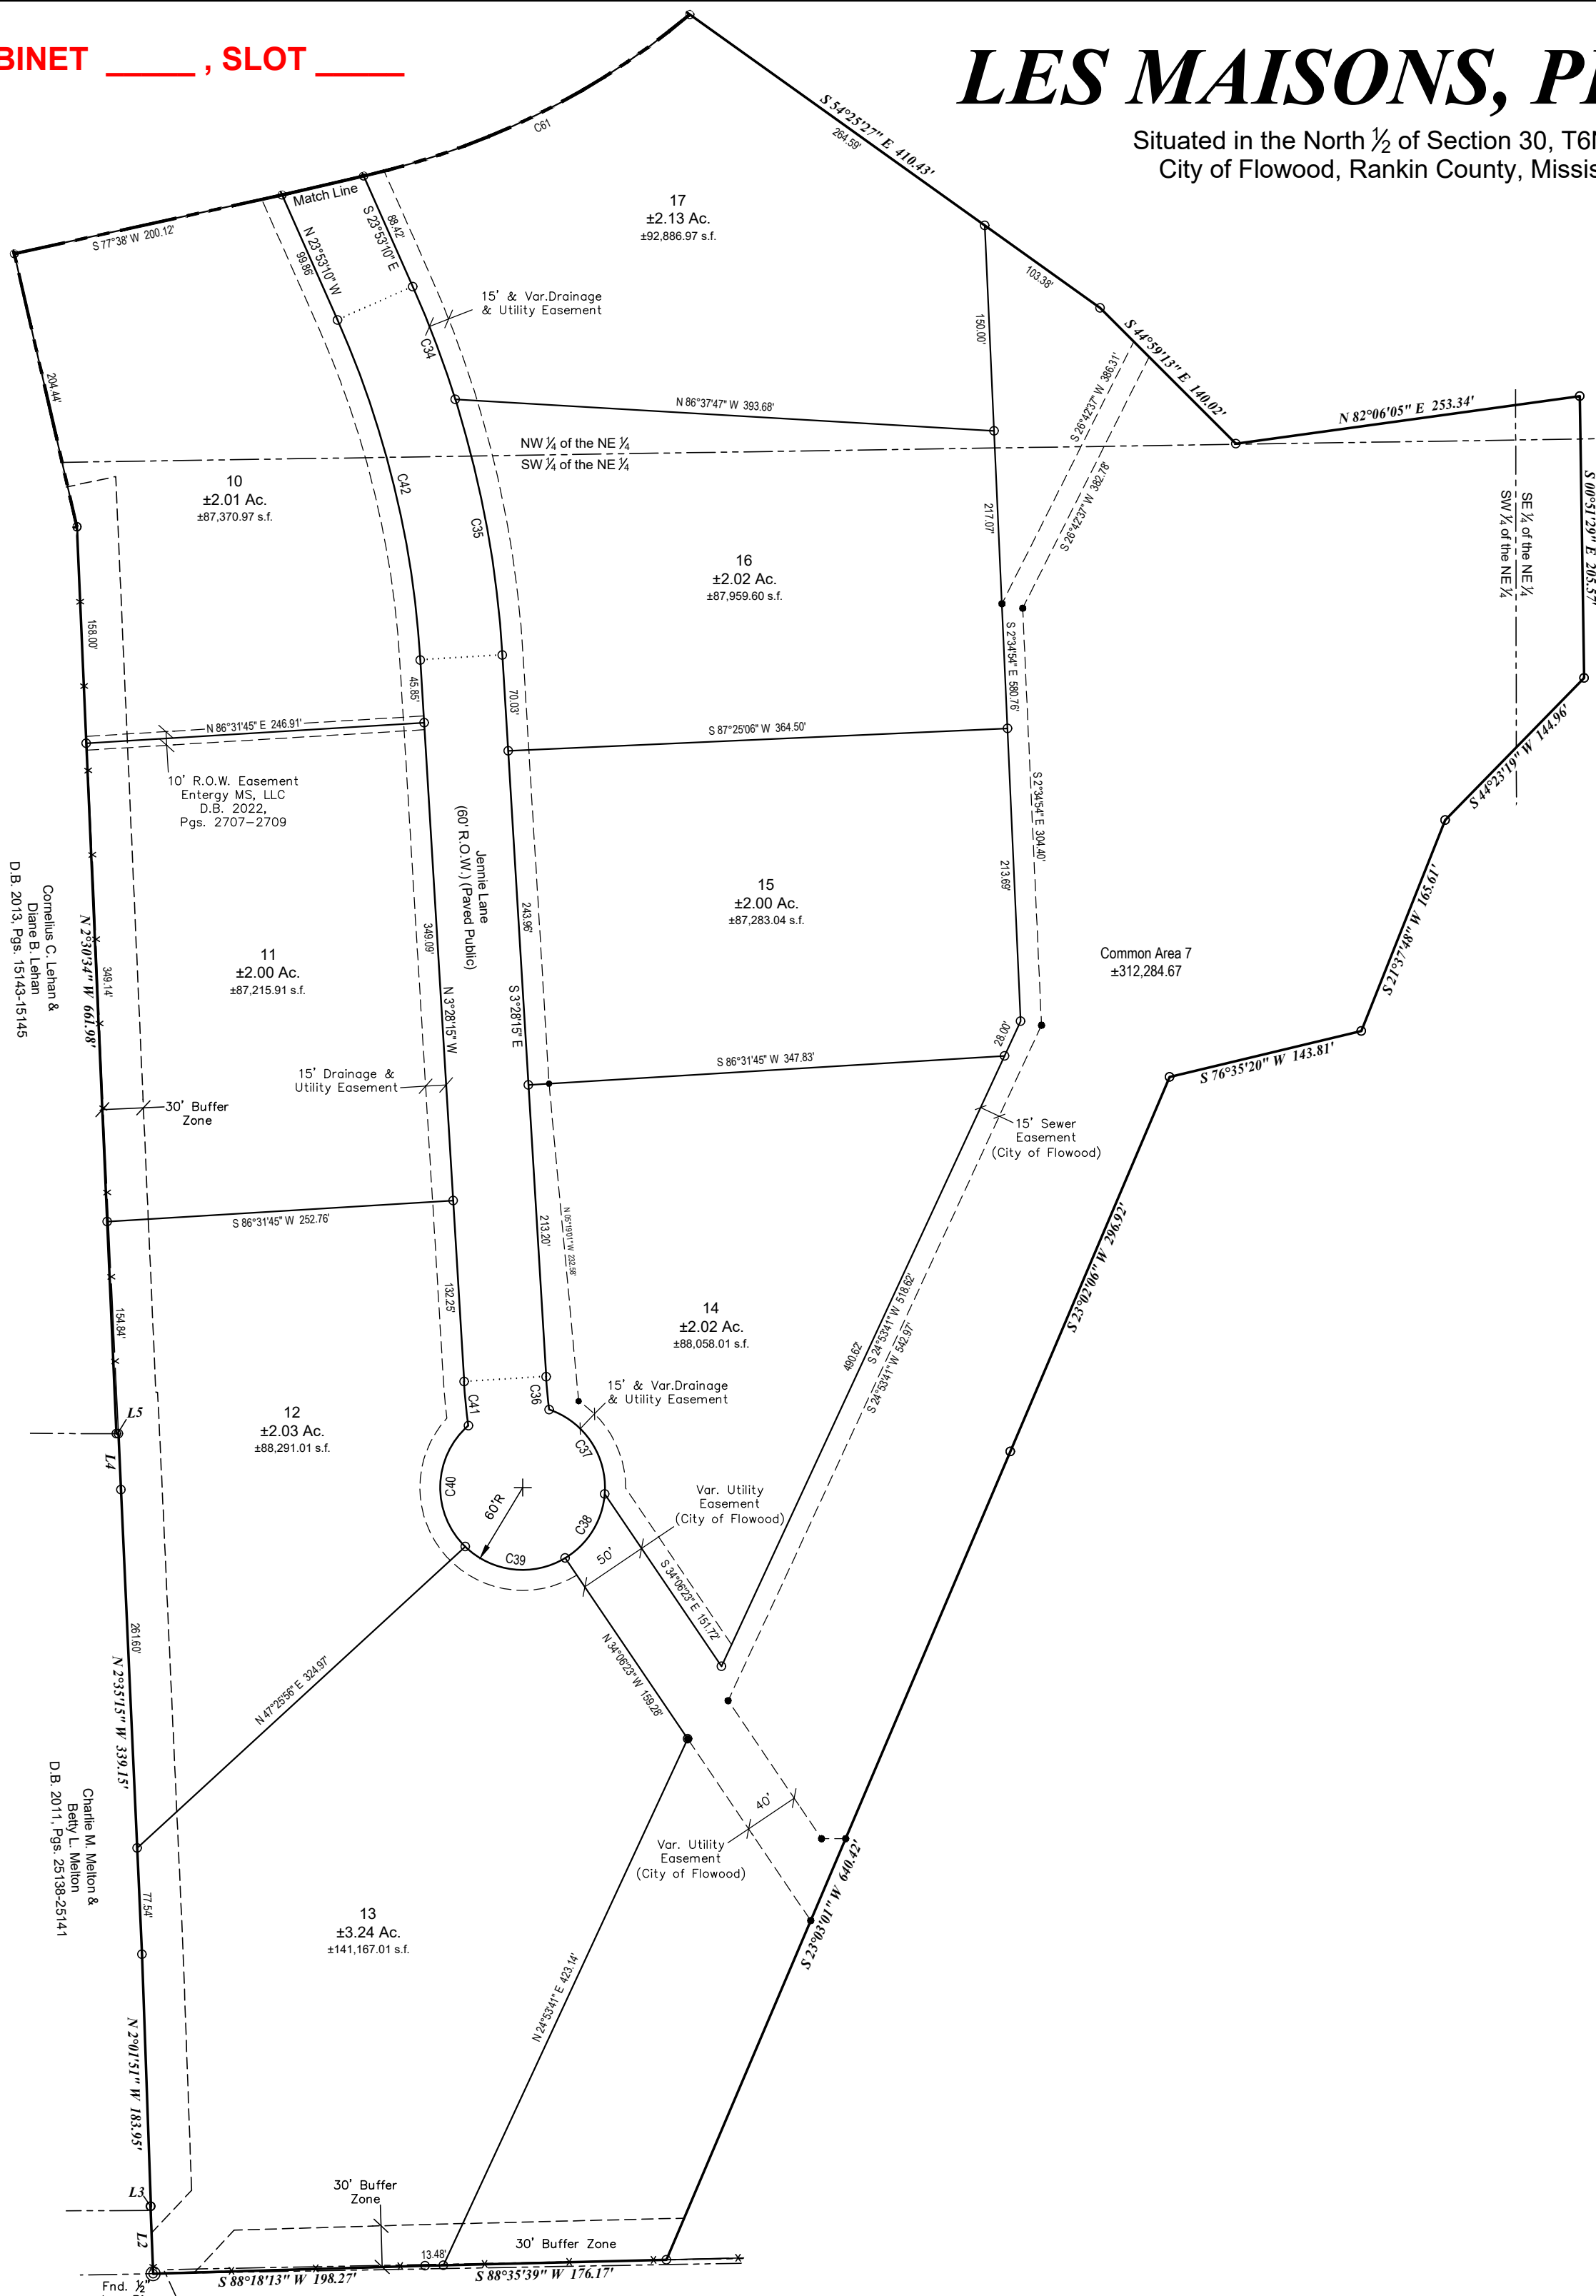 BINET _____ , SLOT _____
LES MAISONS,
Situated in the North ½ of Section 30,
City of Flowood, Rankin County,
C61
S 54°25'27" E 410.43'
264.59'
17
±2.13 Ac.
±92,886.97 s.f.
Match Line
S 77°38' W 200.12'
N 23°53'10" W
99.86'
S 23°53'10" E
88.42'
15' & Var.Drainage
& Utility Easement
C34
103.38'
150.00'
S 44°59'13" E 140.02'
S 26°42'37" W 386.31'
S 26°42'37" W 382.78'
N 82°06'05" E 253.34'
204.44'
N 86°37'47" W 393.68'
NW ¼ of the NE ¼
SW ¼ of the NE ¼
SE ¼ of the NE ¼
SW ¼ of the NE ¼
S 00°51'29" E 205.57'
10
±2.01 Ac.
±87,370.97 s.f.
C42
C35
217.07'
16
±2.02 Ac.
±87,959.60 s.f.
158.00'
45.85'
70.03'
S 2°34'54" E 580.76'
N 86°31'45" E 246.91'
S 87°25'06" W 364.50'
S 44°23'19" W 144.96'
10' R.O.W. Easement
Entergy MS, LLC
D.B. 2022,
Pgs. 2707-2709
Jennie Lane
(60' R.O.W.) (Paved Public)
S 2°34'54" E 304.40'
213.69'
15
±2.00 Ac.
±87,283.04 s.f.
Cornelius C. Lehan &
Diane B. Lehan
D.B. 2013, Pgs. 15143-15145
N 2°30'34" W 661.98'
349.14'
11
±2.00 Ac.
±87,215.91 s.f.
349.09'
N 3°28'15" W
243.96'
S 3°28'15" E
Common Area 7
±312,284.67
S 21°37'48" W 165.61'
28.00'
S 86°31'45" W 347.83'
S 76°35'20" W 143.81'
15' Drainage &
Utility Easement
30' Buffer
Zone
15' Sewer
Easement
(City of Flowood)
S 86°31'45" W 252.76'
213.20'
N 05°19'01" W 232.58'
S 23°02'06" W 296.92'
132.25'
154.84'
14
±2.02 Ac.
±88,058.01 s.f.
490.62'
S 24°53'41" W 518.62'
S 24°53'41" W 542.97'
15' & Var.Drainage
& Utility Easement
C41
C36
L5
L4
12
±2.03 Ac.
±88,291.01 s.f.
C37
C40
60'R
C38
C39
Var. Utility
Easement
(City of Flowood)
50'
S 34°06'23" E 151.72'
N 34°06'23" W 159.28'
261.60'
N 2°35'15" W 339.15'
N 47°25'56" E 324.97'
Charlie M. Melton &
Betty L. Melton
D.B. 2011, Pgs. 25138-25141
40'
Var. Utility
Easement
(City of Flowood)
S 23°03'01" W 640.42'
77.54'
13
±3.24 Ac.
±141,167.01 s.f.
N 24°53'41" E 423.14'
N 2°01'51" W 183.95'
L3
L2
30' Buffer
Zone
30' Buffer Zone
13.48'
S 88°18'13" W 198.27'
S 88°35'39" W 176.17'
Fnd. ½"